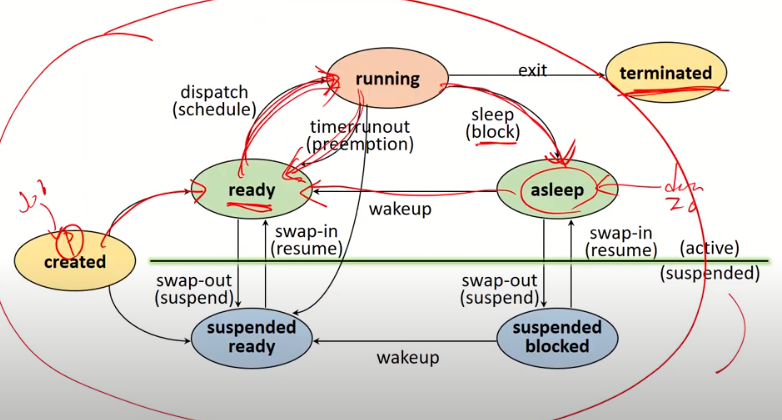 running
exit
terminated
dispatch
(schedule)
timerrunout
(preemption)
sleep
(block)
ready
wakeup
asleep
created
swap-in
(resume)
swap-in
(resume)
(active)
(suspended)
swap-out
(suspend)
swap-out
(suspend)
suspended
ready
wakeup
suspended
blocked